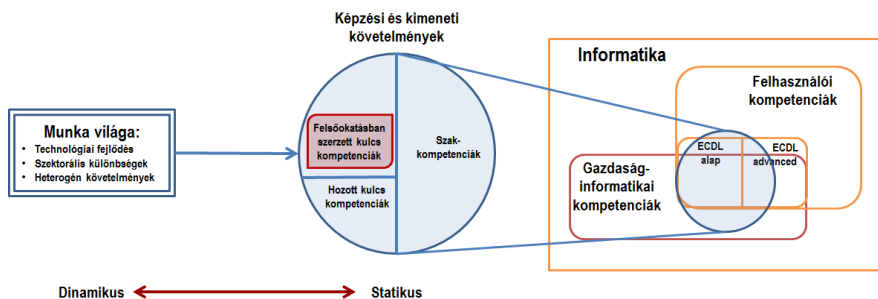 Képzési és kimeneti
követelmények
Munka világa:
• Technológiai fejlődés
• Szektorális különbségek
• Heterogén követelmények
Felsőokatásban
szerzett kulcs
kompetenciák
Szak-
kompetenciák
Hozott kulcs
kompetenciák
Informatika
Felhasználói
kompetenciák
ECDL
alap
ECDL
advanced
Gazdaság-
informatikai
kompetenciák
Dinamikus
Statikus